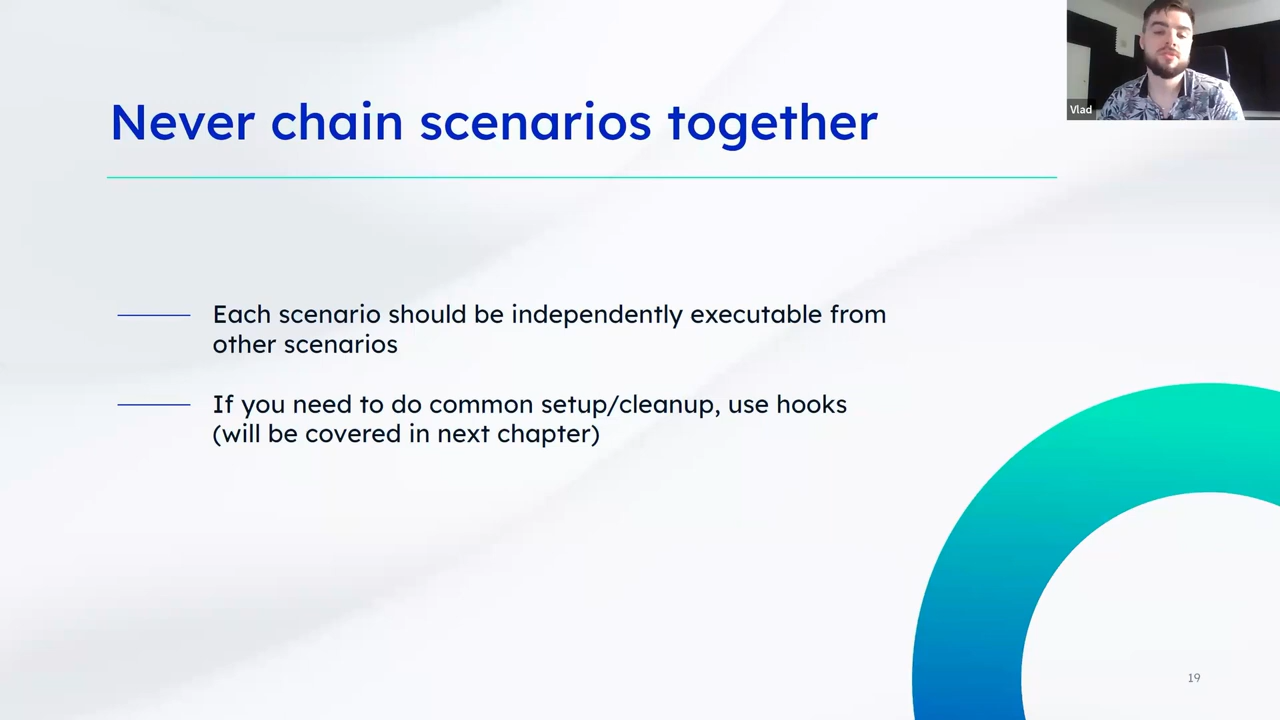 Never chain scenarios together
Vlad
Each scenario should be independently executable from
other scenarios
If you need to do common setup/cleanup, use hooks
(will be covered in next chapter)
19